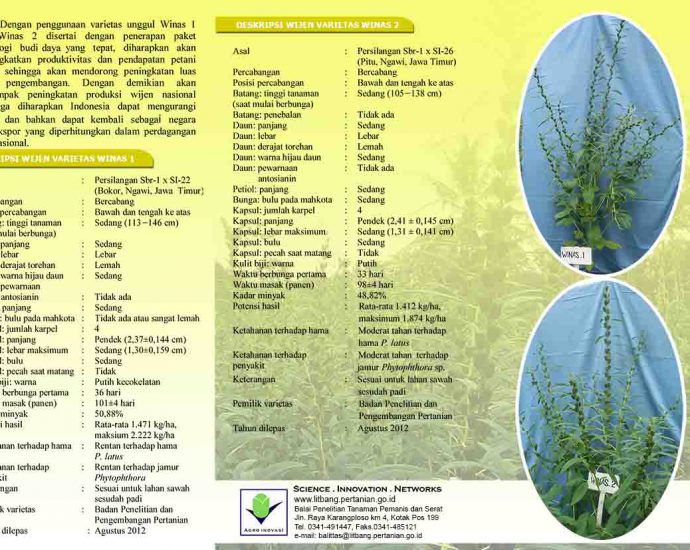 Dengan penggunaan varietas unggul Winas 1
Winas 2 disertai dengan penerapan paket
ogi budi daya yang tepat, diharapkan akan
gkatkan produktivitas dan pendapatan petani
sehingga akan mendorong peningkatan luas
pengembangan. Dengan demikian akan
mpak peningkatan produksi wijen nasional
ga diharapkan Indonesia dapat mengurangi
dan bahkan dapat kembali sebagai negara
kspor yang diperhitungkan dalam perdagangan
nasional.
IPSI WIJEN VARIETAS WINAS 1
: Persilangan Sbr-1 x SI-22
(Bokor, Ngawi, Jawa Timur)
bangan : Bercabang
percabangan : Bawah dan tengah ke atas
g: tinggi tanaman : Sedang (113 –146 cm)
mulai berbunga)
panjang : Sedang
lebar : Lebar
derajat torehan : Lemah
warna hijau daun : Sedang
pewarnaan
antosianin : Tidak ada
panjang : Sedang
: bulu pada mahkota : Tidak ada atau sangat lemah
l: jumlah karpel : 4
l: panjang : Pendek (2,37±0,144 cm)
l: lebar maksimum : Sedang (1,30±0,159 cm)
l: bulu : Sedang
l: pecah saat matang : Tidak
biji: warna : Putih kecokelatan
berbunga pertama : 36 hari
masak (panen) : 101±4 hari
minyak : 50,88%
i hasil : Rata-rata 1.471 kg/ha,
maksium 2.222 kg/ha
nan terhadap hama : Rentan terhadap hama
P. latus
nan terhadap : Rentan terhadap jamur
kit Phytophthora
ngan : Sesuai untuk lahan sawah
sesudah padi
varietas : Badan Penelitian dan
Pengembangan Pertanian
dilepas : Agustus 2012
DESKRIPSI WIJEN VARIETAS WINAS 2
Asal : Persilangan Sbr-1 x SI-26
(Pitu, Ngawi, Jawa Timur)
Percabangan : Bercabang
Posisi percabangan : Bawah dan tengah ke atas
Batang: tinggi tanaman : Sedang (105 – 138 cm)
(saat mulai berbunga)
Batang: penebalan : Tidak ada
Daun: panjang : Sedang
Daun: lebar : Lebar
Daun: derajat torehan : Lemah
Daun: warna hijau daun : Sedang
Daun: pewarnaan : Tidak ada
antosianin
Petiol: panjang : Sedang
Bunga: bulu pada mahkota : Sedang
Kapsul: jumlah karpel : 4
Kapsul: panjang : Pendek (2,41 ± 0,145 cm)
Kapsul: lebar maksimum : Sedang (1,31 ± 0,141 cm)
Kapsul: bulu : Sedang
Kapsul: pecah saat matang : Tidak
Kulit biji: warna : Putih
Waktu berbunga pertama : 33 hari
Waktu masak (panen) : 98±4 hari
Kadar minyak : 48,82%
Potensi hasil : Rata-rata 1.412 kg/ha,
maksimum 1.874 kg/ha
Ketahanan terhadap hama : Moderat tahan terhadap
hama P. latus
Ketahanan terhadap : Moderat tahan terhadap
penyakit jamur Phytophthora sp.
Keterangan : Sesuai untuk lahan sawah
sesudah padi
Pemilik varietas : Badan Penelitian dan
Pengembangan Pertanian
Tahun dilepas : Agustus 2012
WINAS.1
WINAS.2
AGRO INOVASI
SCIENCE . INNOVATION . NETWORKS
www.litbang.pertanian.go.id
Balai Penelitian Tanaman Pemanis dan Serat
Jln. Raya Karangploso km 4, Kotak Pos 199
Tel. 0341-491447, Fax.0341-485121
e-mail: balittas@litbang.pertanian.go.id